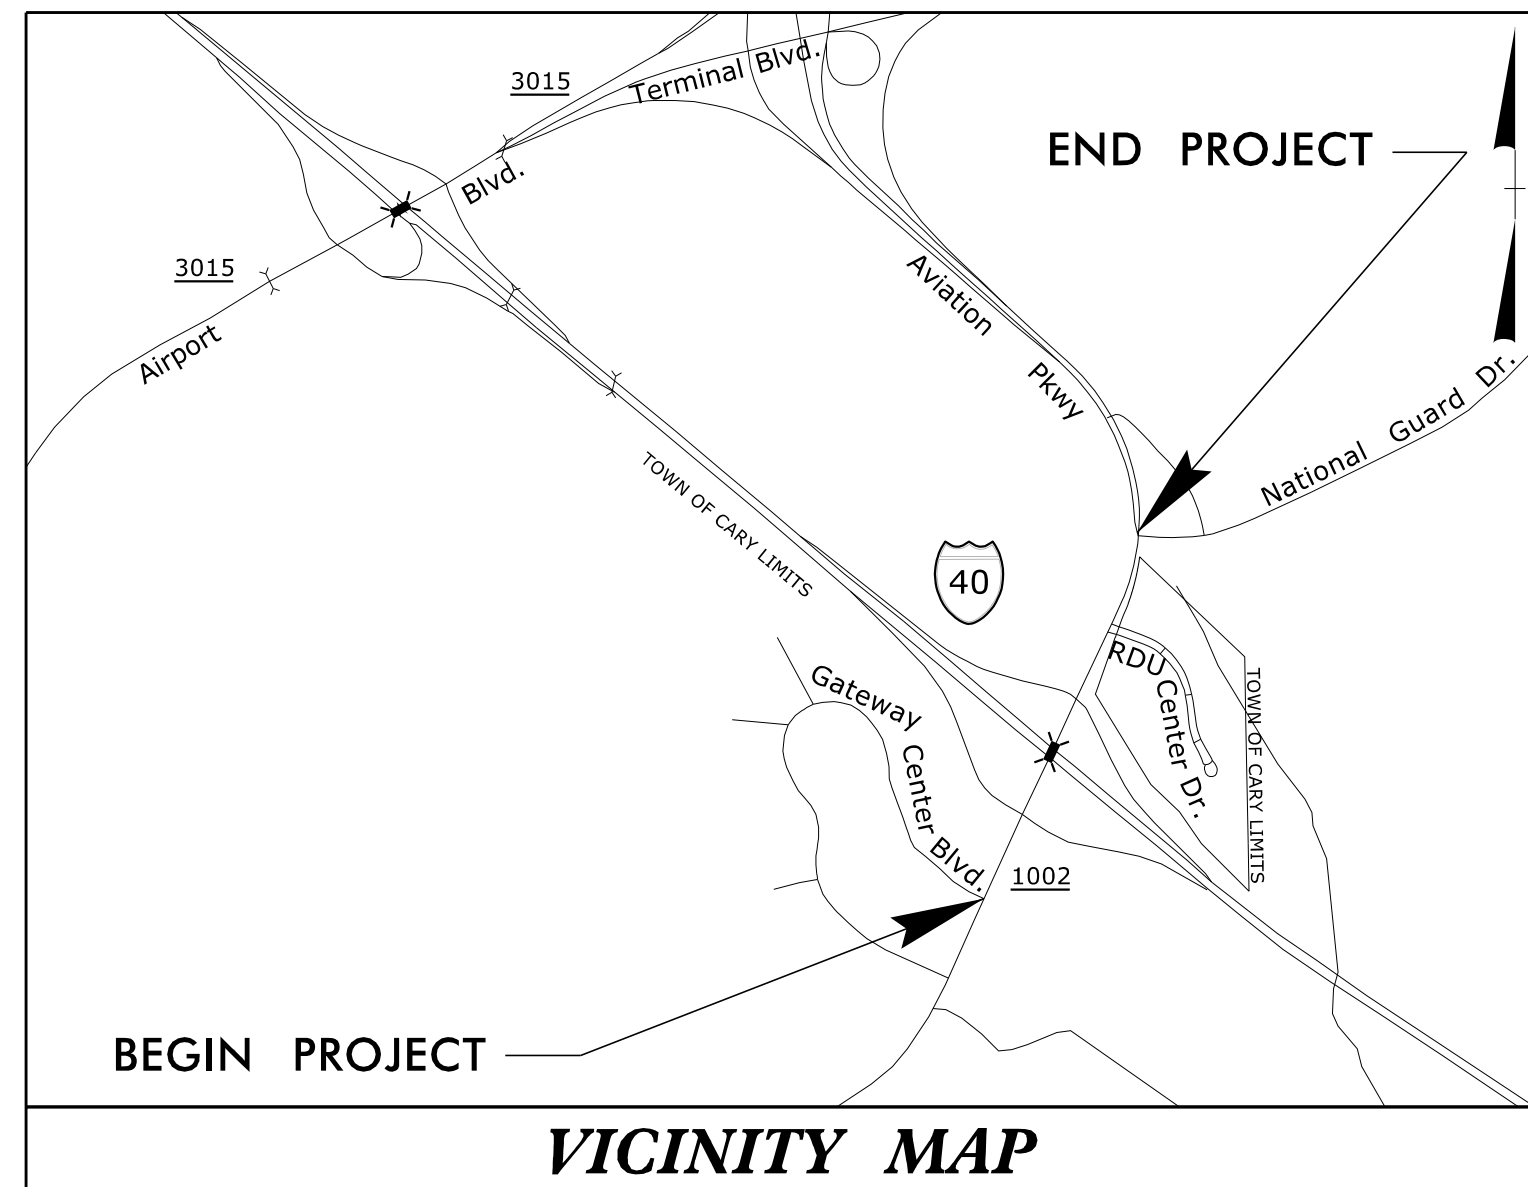 3015
Terminal Blvd.
END PROJECT
Blvd.
3015
Airport
Aviation
Pkwy
National Guard Dr.
TOWN OF CARY LIMITS
40
RDU Center Dr.
TOWN OF CARY LIMITS
Gateway Center Blvd.
1002
BEGIN PROJECT
VICINITY MAP